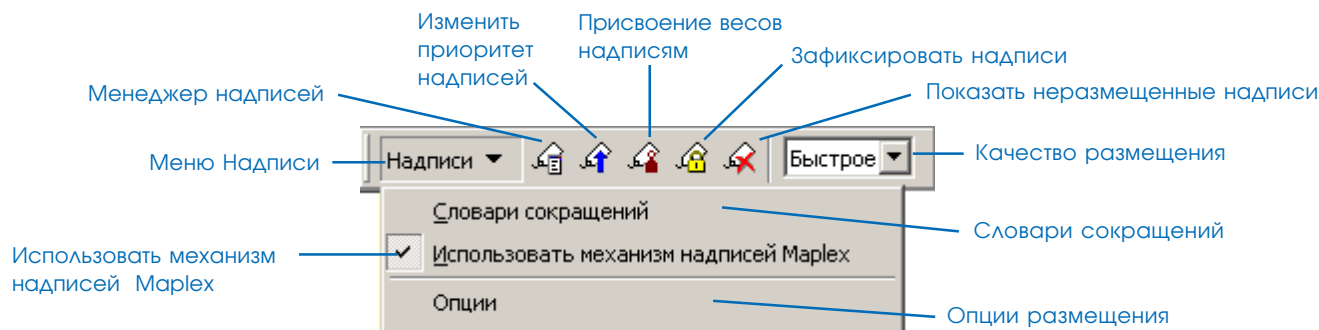 Изменить
приоритет
надписей
Присвоение весов
надписям
Зафиксировать надписи
Менеджер надписей
Показать неразмещенные надписи
Меню Надписи
Надписи
Быстрое
Качество размещения
Словари сокращений
Словари сокращений
Использовать механизм
надписей Maplex
Использовать механизм надписей Maplex
Опции
Опции размещения